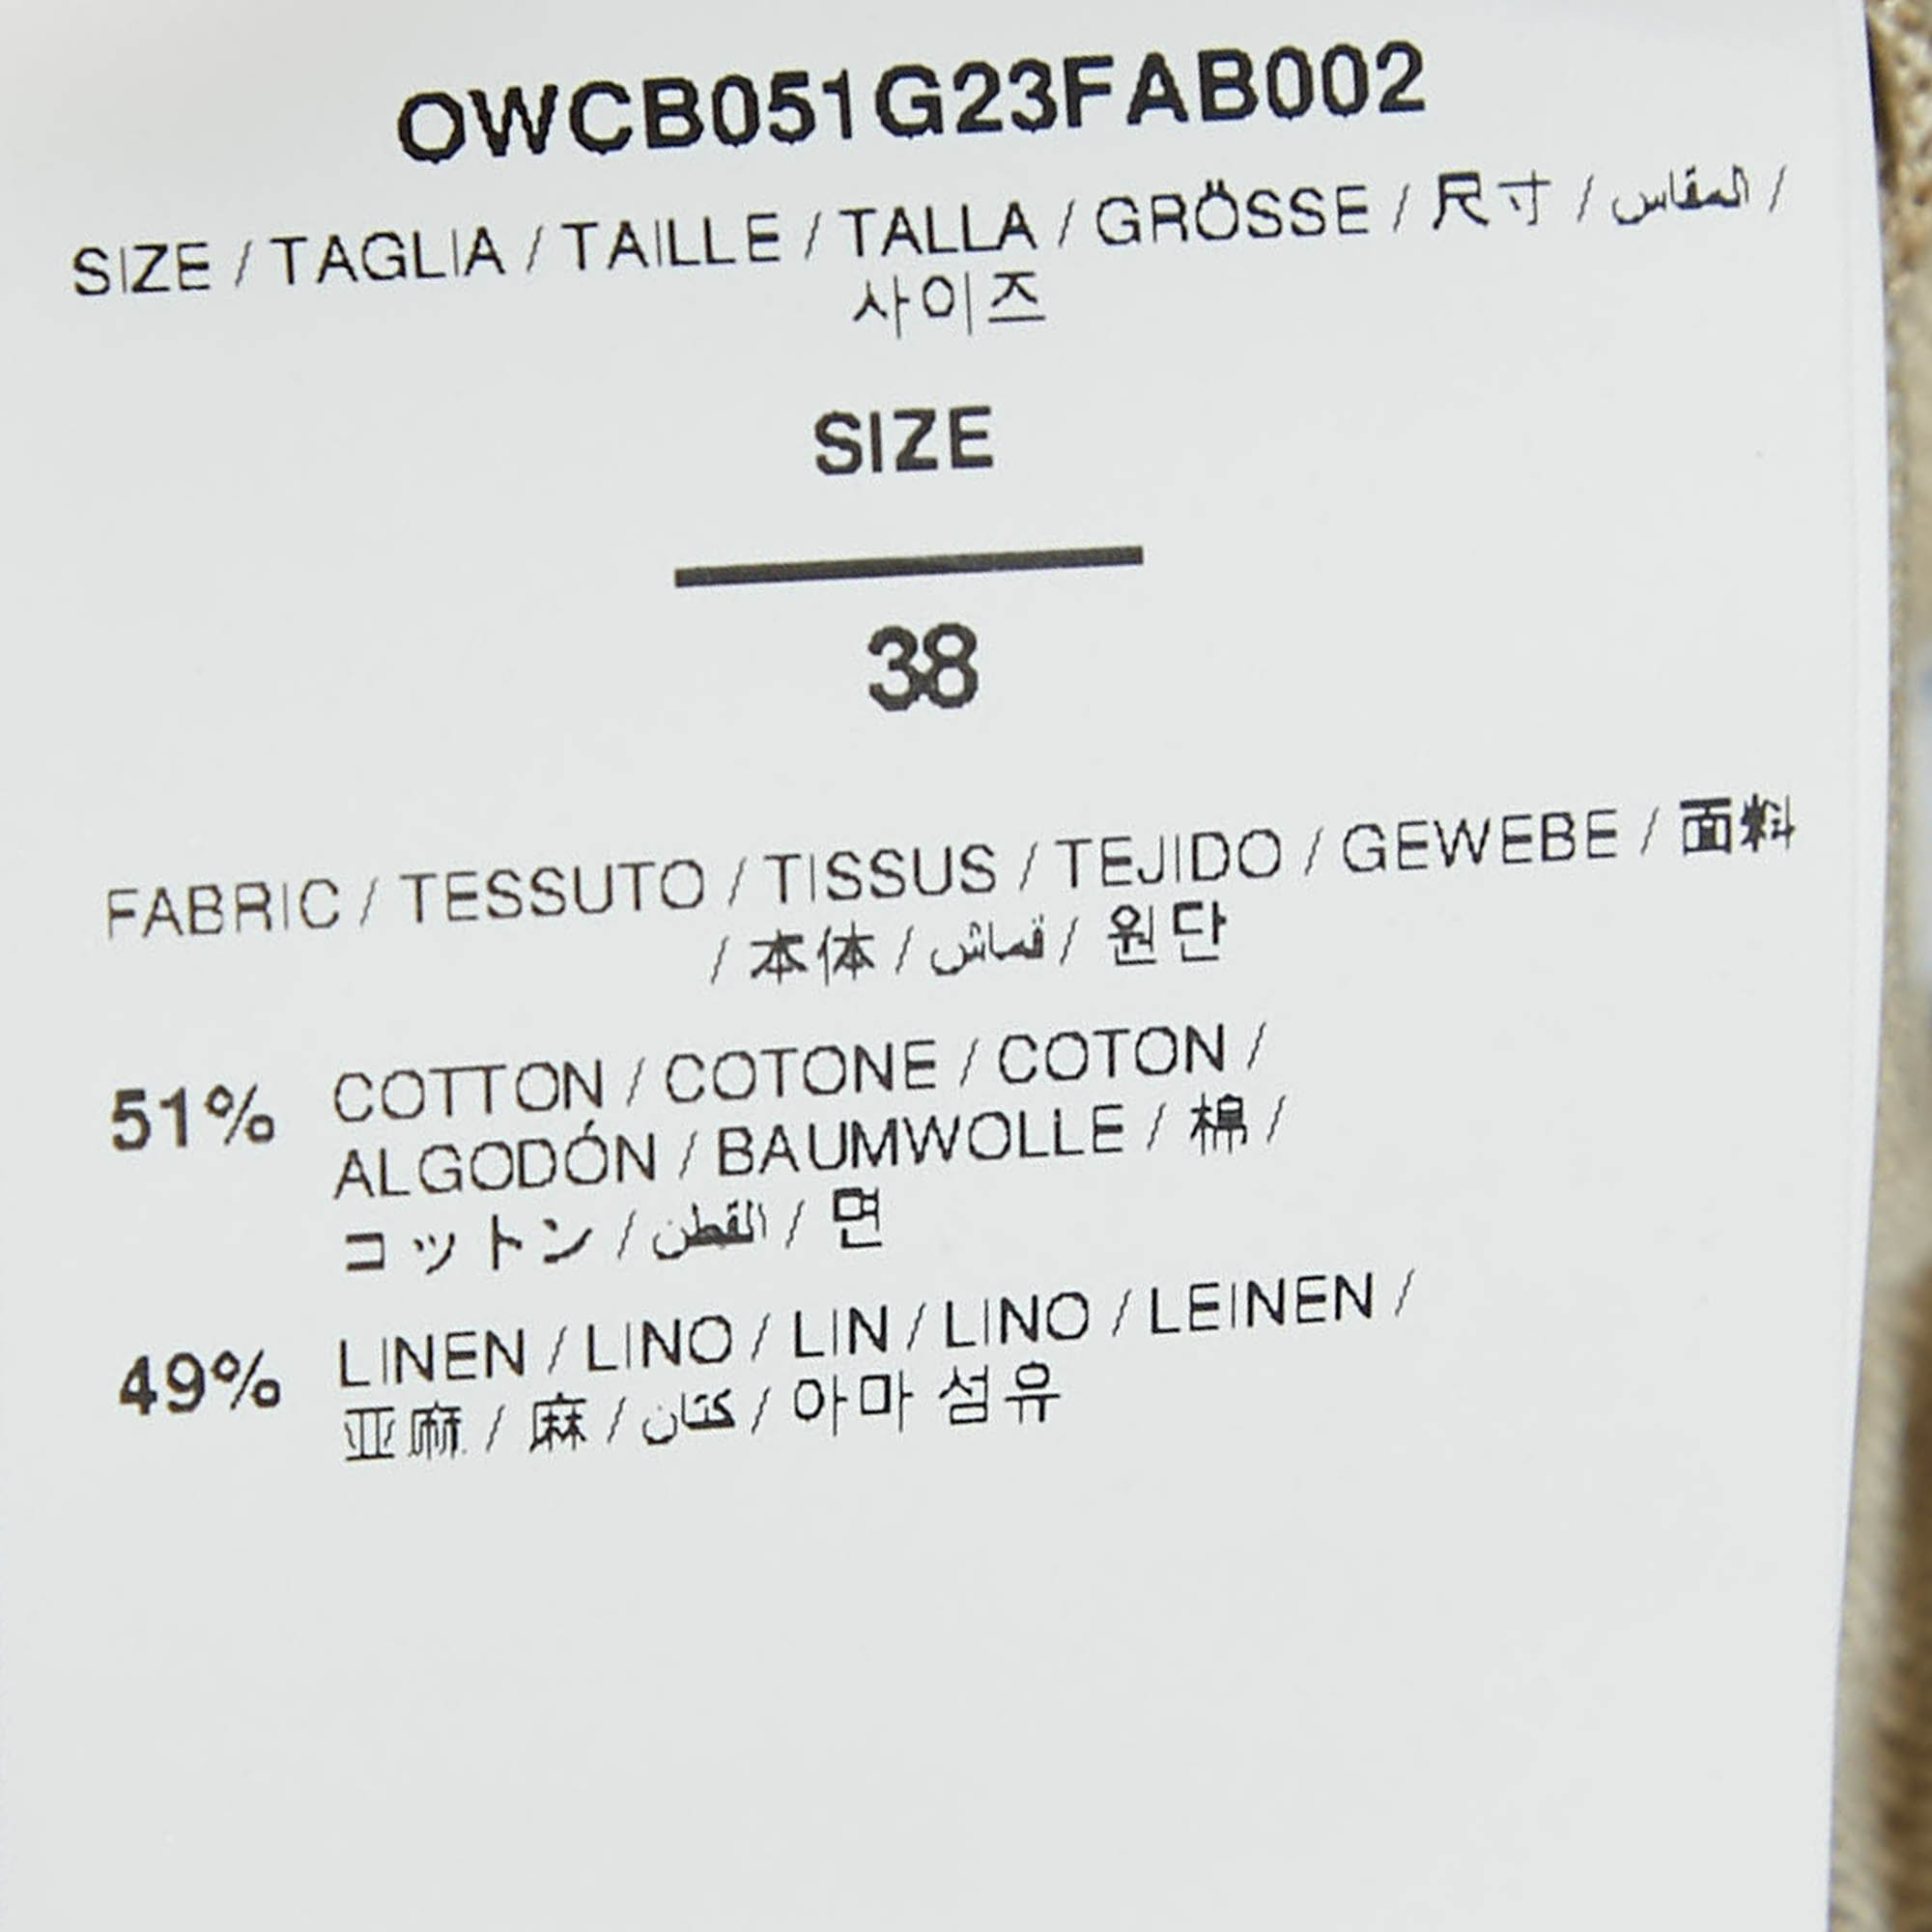 OWCB051G23FAB002
SIZE / TAGLIA / TAILLE / TALLA / GRÖSSE / 尺寸 / المقاس /
사이즈
SIZE
38
FABRIC / TESSUTO / TISSUS / TEJIDO / GEWEBE / 面料
/ 本体 / قماش / 원단
51% COTTON / COTONE / COTON /
ALGODÓN / BAUMWOLLE / 棉 /
コットン / القطن / 면
49% LINEN / LINO / LIN / LINO / LEINEN /
亚麻 / 麻 / كتان / 아마 섬유